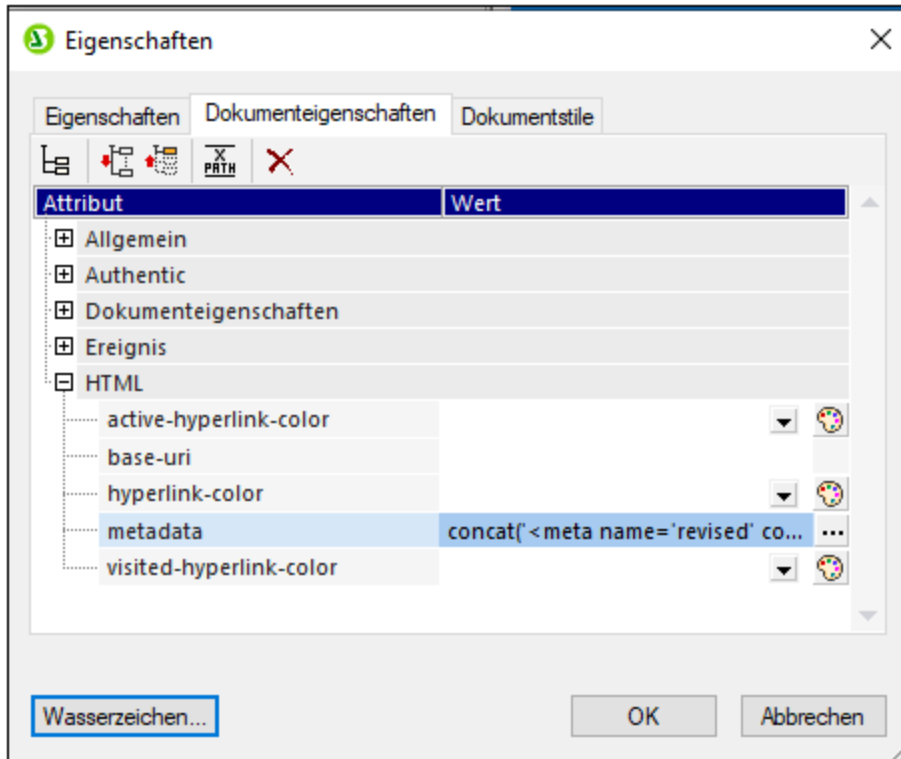 Eigenschaften
Eigenschaften Dokumenteigenschaften Dokumentstile
X
PATH
Attribut Wert
Allgemein
Authentic
Dokumenteigenschaften
Ereignis
HTML
active-hyperlink-color
base-uri
hyperlink-color
metadata concat('<meta name='revised' co... ...
visited-hyperlink-color
Wasserzeichen... OK Abbrechen